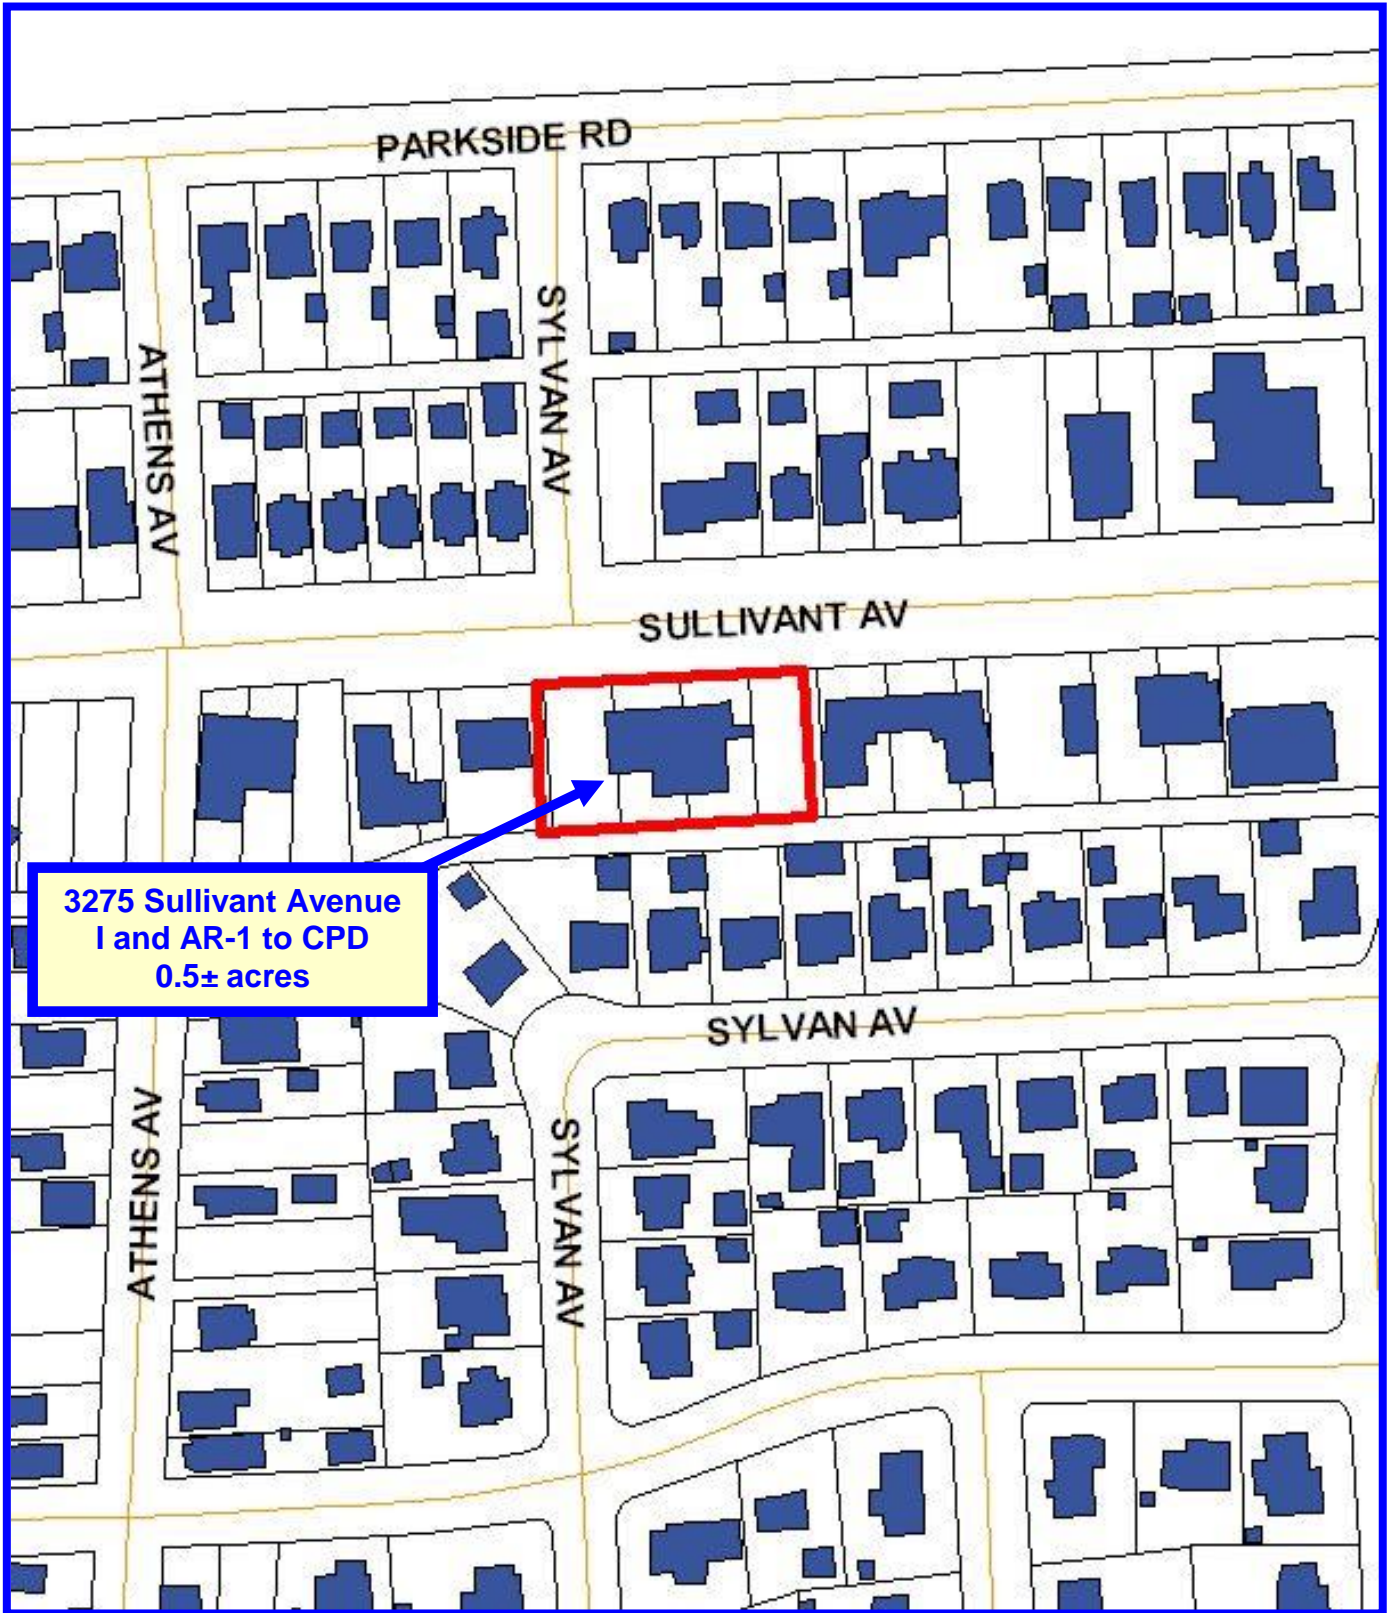 PARKSIDE RD
SYLVAN AV
ATHENS AV
SULLIVANT AV
3275 Sullivant Avenue
I and AR-1 to CPD
0.5± acres
SYLVAN AV
ATHENS AV
SYLVAN AV